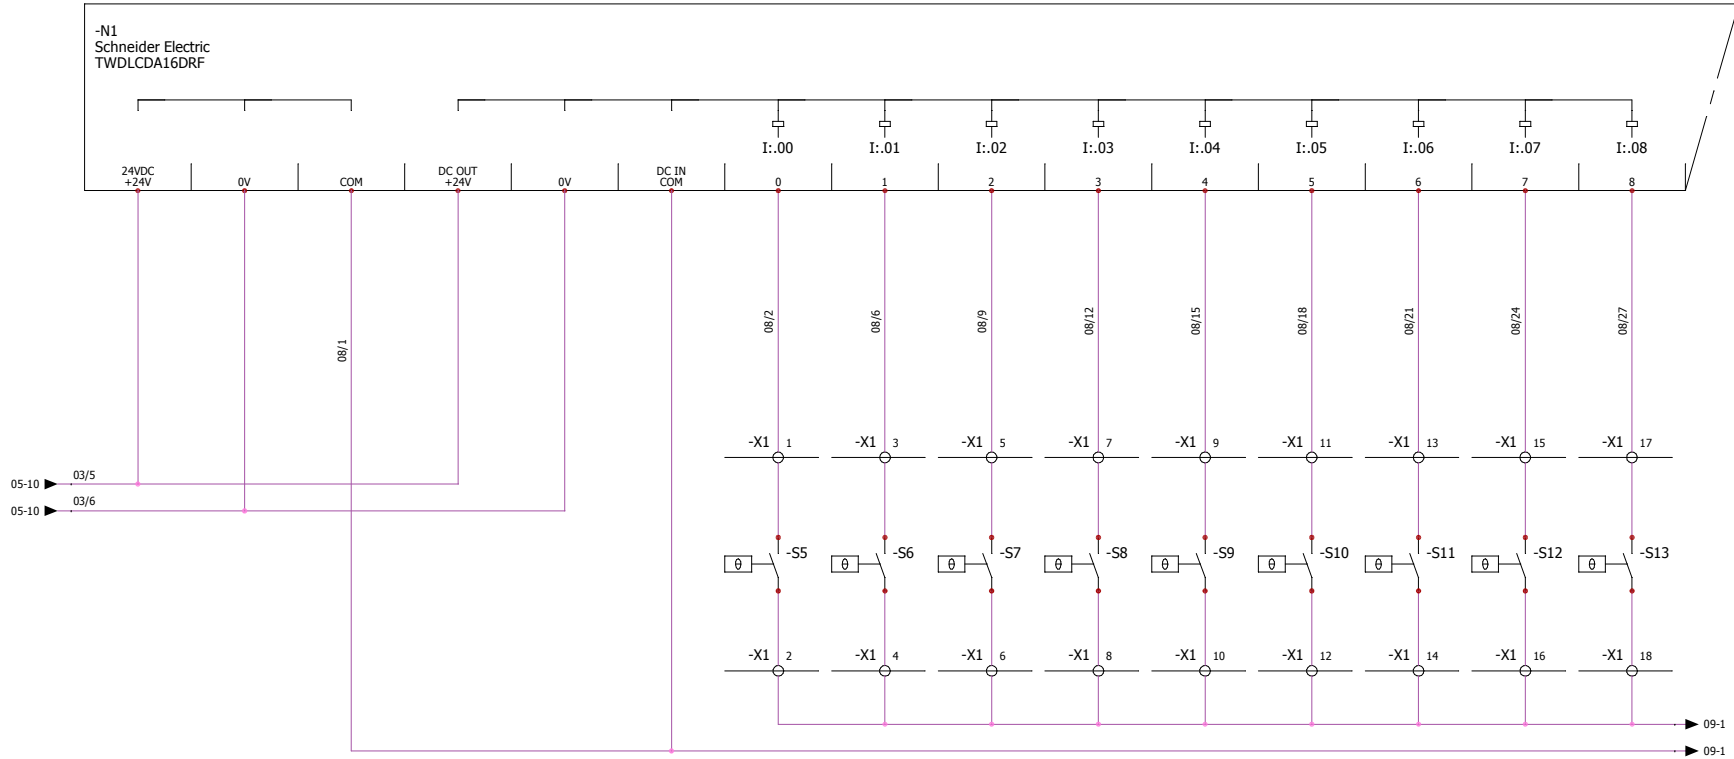 -N1
Schneider Electric
TWDLCDA16DRF
I:.00 I:.01 I:.02 I:.03 I:.04 I:.05 I:.06 I:.07 I:.08
24VDC DC OUT DC IN
+24V 0V COM +24V 0V COM 0 1 2 3 4 5 6 7 8
08/1 08/2 08/6 08/9 08/12 08/15 08/18 08/21 08/24 08/27
-X1 1 -X1 3 -X1 5 -X1 7 -X1 9 -X1 11 -X1 13 -X1 15 -X1 17
05-10 03/5
05-10 03/6
θ -S5 θ -S6 θ -S7 θ -S8 θ -S9 θ -S10 θ -S11 θ -S12 θ -S13
-X1 2 -X1 4 -X1 6 -X1 8 -X1 10 -X1 12 -X1 14 -X1 16 -X1 18
09-1
09-1